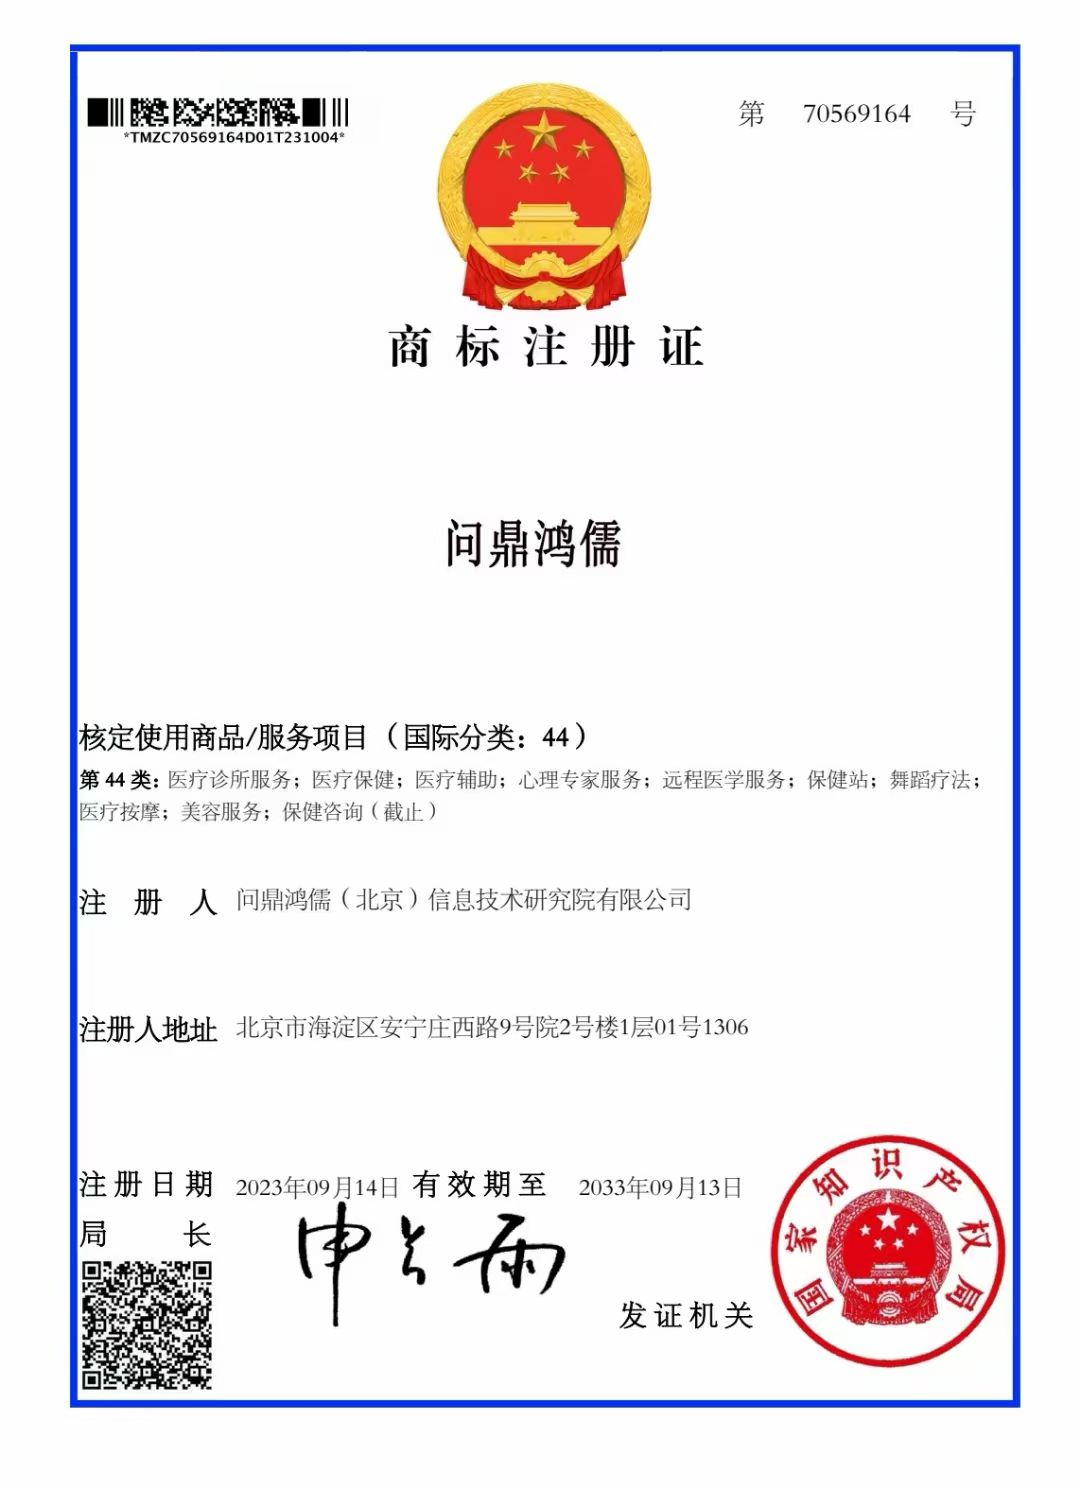 *TMZC70569164D01T231004*
第 70569164 号
商标注册证
问鼎鸿儒
核定使用商品/服务项目（国际分类：44）
第 44 类：医疗诊所服务；医疗保健；医疗辅助；心理专家服务；远程医学服务；保健站；舞蹈疗法；
医疗按摩；美容服务；保健咨询（截止）
注 册 人 问鼎鸿儒（北京）信息技术研究院有限公司
注册人地址 北京市海淀区安宁庄西路9号院2号楼1层01号1306
注册日期 2023年09月14日 有效期至 2033年09月13日
局 长 申长雨
发证机关
国家知识产权局